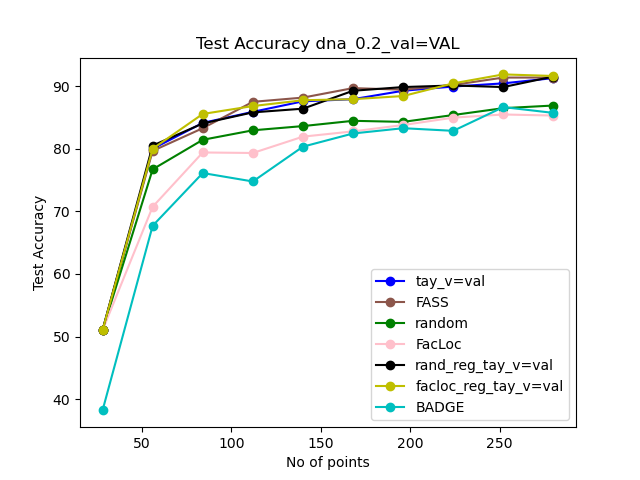 Test Accuracy dna_0.2_val=VAL
Test Accuracy
90
80
70
60
50
40
50
100
150
200
250
No of points
tay_v=val
FASS
random
FacLoc
rand_reg_tay_v=val
facloc_reg_tay_v=val
BADGE